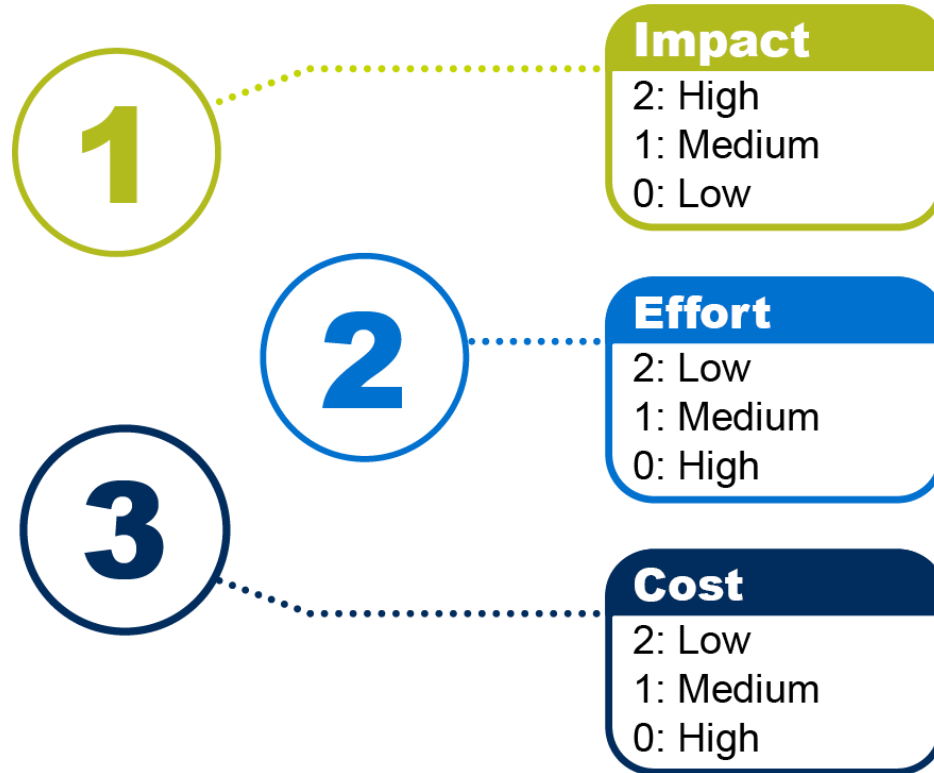 1
Impact
2: High
1: Medium
0: Low
2
Effort
2: Low
1: Medium
0: High
3
Cost
2: Low
1: Medium
0: High